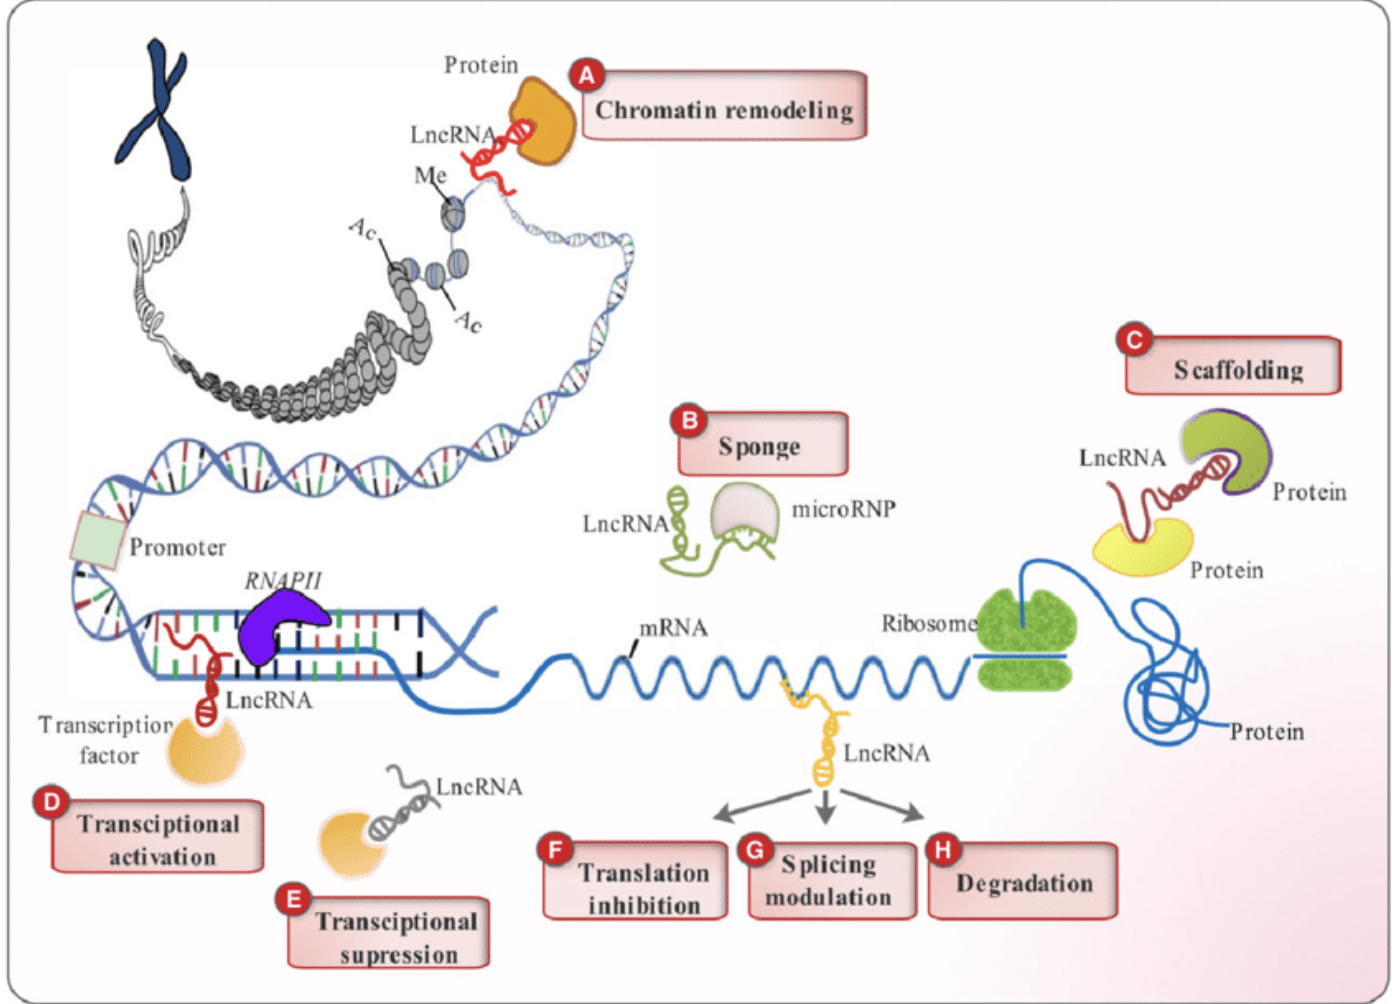 Protein
A
Chromatin remodeling
LncRNA
Me
Ac
Ac
C
Scaffolding
B
Sponge
LncRNA
Protein
microRNP
LncRNA
Promoter
Protein
RNAPII
mRNA
Ribosome
LncRNA
Transcription
factor
Protein
LncRNA
LncRNA
D
Transciptional
activation
F
Translation
inhibition
G
Splicing
modulation
H
Degradation
E
Transciptional
supression